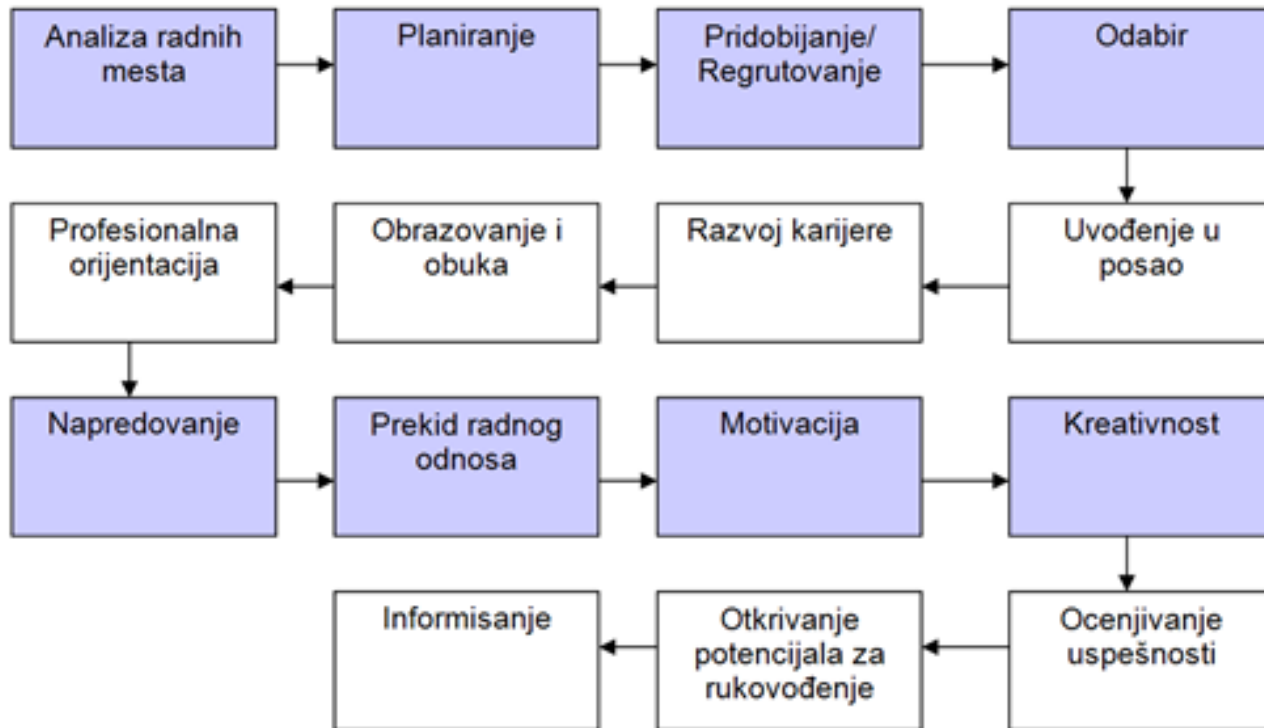 Analiza radnih
mesta
Planiranje
Pridobijanje/
Regrutovanje
Odabir
Uvođenje u
posao
Razvoj karijere
Obrazovanje i
obuka
Profesionalna
orijentacija
Napredovanje
Prekid radnog
odnosa
Motivacija
Kreativnost
Ocenjivanje
uspešnosti
Otkrivanje
potencijala za
rukovođenje
Informisanje